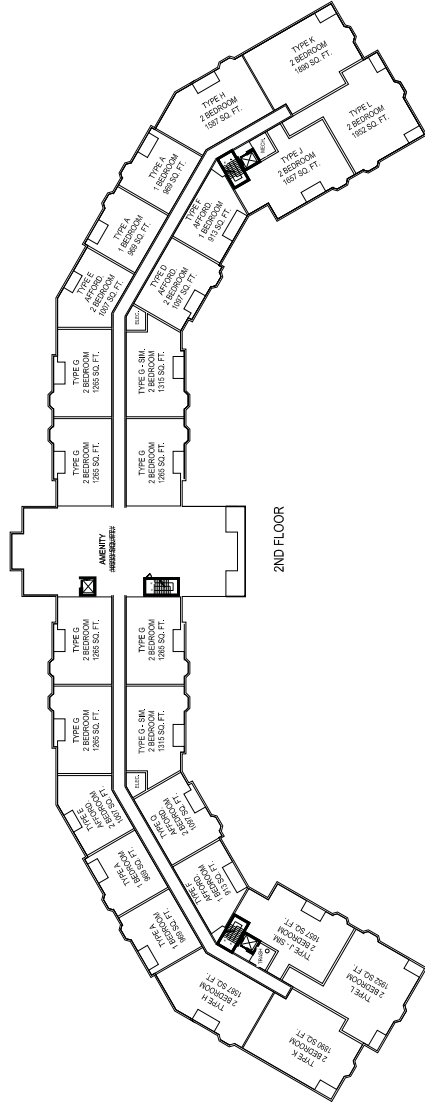 TYPE K
2 BEDROOM
1890 SQ. FT.
TYPE H
2 BEDROOM
1587 SQ. FT.
TYPE L
2 BEDROOM
1952 SQ. FT.
MECH.
TYPE J
2 BEDROOM
1657 SQ. FT.
TYPE A
1 BEDROOM
969 SQ. FT.
TYPE F
AFFORD.
1 BEDROOM
913 SQ. FT.
TYPE A
1 BEDROOM
969 SQ. FT.
TYPE D
AFFORD.
2 BEDROOM
1097 SQ. FT.
TYPE E
AFFORD.
2 BEDROOM
1007 SQ. FT.
ELEC.
TYPE G
2 BEDROOM
1265 SQ. FT.
TYPE G - SIM.
2 BEDROOM
1315 SQ. FT.
TYPE G
2 BEDROOM
1265 SQ. FT.
TYPE G
2 BEDROOM
1265 SQ. FT.
AMENITY
2ND FLOOR
TYPE G
2 BEDROOM
1265 SQ. FT.
TYPE G
2 BEDROOM
1265 SQ. FT.
TYPE G
2 BEDROOM
1265 SQ. FT.
TYPE G - SIM.
2 BEDROOM
1315 SQ. FT.
ELEC.
TYPE E
AFFORD.
2 BEDROOM
1007 SQ. FT.
TYPE Q
AFFORD.
2 BEDROOM
1097 SQ. FT.
TYPE A
1 BEDROOM
969 SQ. FT.
TYPE F
AFFORD.
1 BEDROOM
913 SQ. FT.
TYPE A
1 BEDROOM
969 SQ. FT.
TYPE J - SIM.
2 BEDROOM
1657 SQ. FT.
TRASH
TYPE H
2 BEDROOM
1587 SQ. FT.
TYPE L
2 BEDROOM
1952 SQ. FT.
TYPE K
2 BEDROOM
1890 SQ. FT.